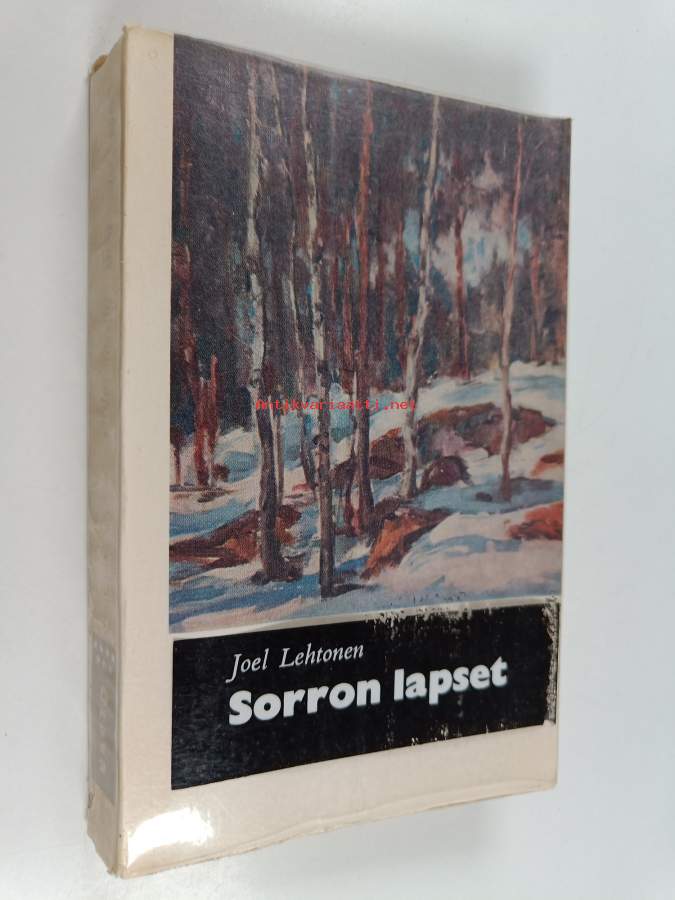 Antikvariaatti.net
Joel Lehtonen
Sorron lapset